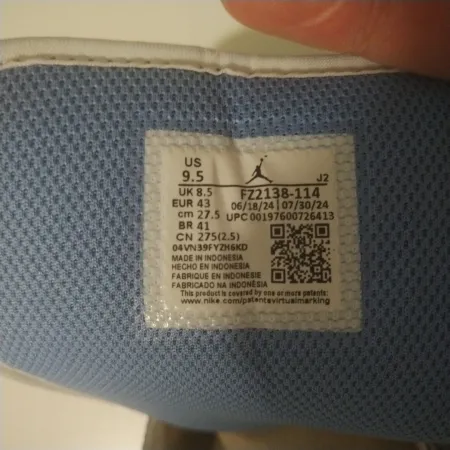 US
9.5
J2
UK 8.5 FZ2138-114
EUR 43 06/18/24 07/30/24
cm 27.5 UPC 00197600726413
BR 41
CN 275(2.5)
04VN39FYZH6KD
MADE IN INDONESIA
HECHO EN INDONESIA
FABRIQUE EN INDONESIE
FABRICADO NA INDONÉSIA
This product is covered by one or more patents:
www.nike.com/patentsvirtualmarking